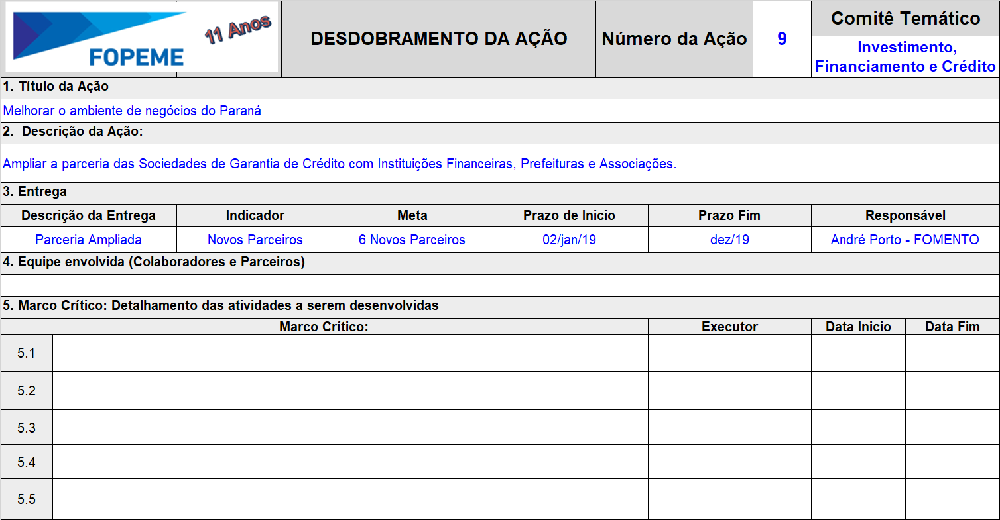 FOPEME
11 Anos
DESDOBRAMENTO DA AÇÃO
Número da Ação
9
Comitê Temático
Investimento,
Financiamento e Crédito
1. Título da Ação
Melhorar o ambiente de negócios do Paraná
2. Descrição da Ação:
Ampliar a parceria das Sociedades de Garantia de Crédito com Instituições Financeiras, Prefeituras e Associações.
3. Entrega
Descrição da Entrega Indicador Meta Prazo de Inicio Prazo Fim Responsável
Parceria Ampliada Novos Parceiros 6 Novos Parceiros 02/jan/19 dez/19 André Porto - FOMENTO
4. Equipe envolvida (Colaboradores e Parceiros)
5. Marco Crítico: Detalhamento das atividades a serem desenvolvidas
Marco Crítico: Executor Data Inicio Data Fim
5.1
5.2
5.3
5.4
5.5